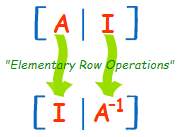 [ A | I ]
"Elementary Row Operations"
[ I | A⁻¹ ]